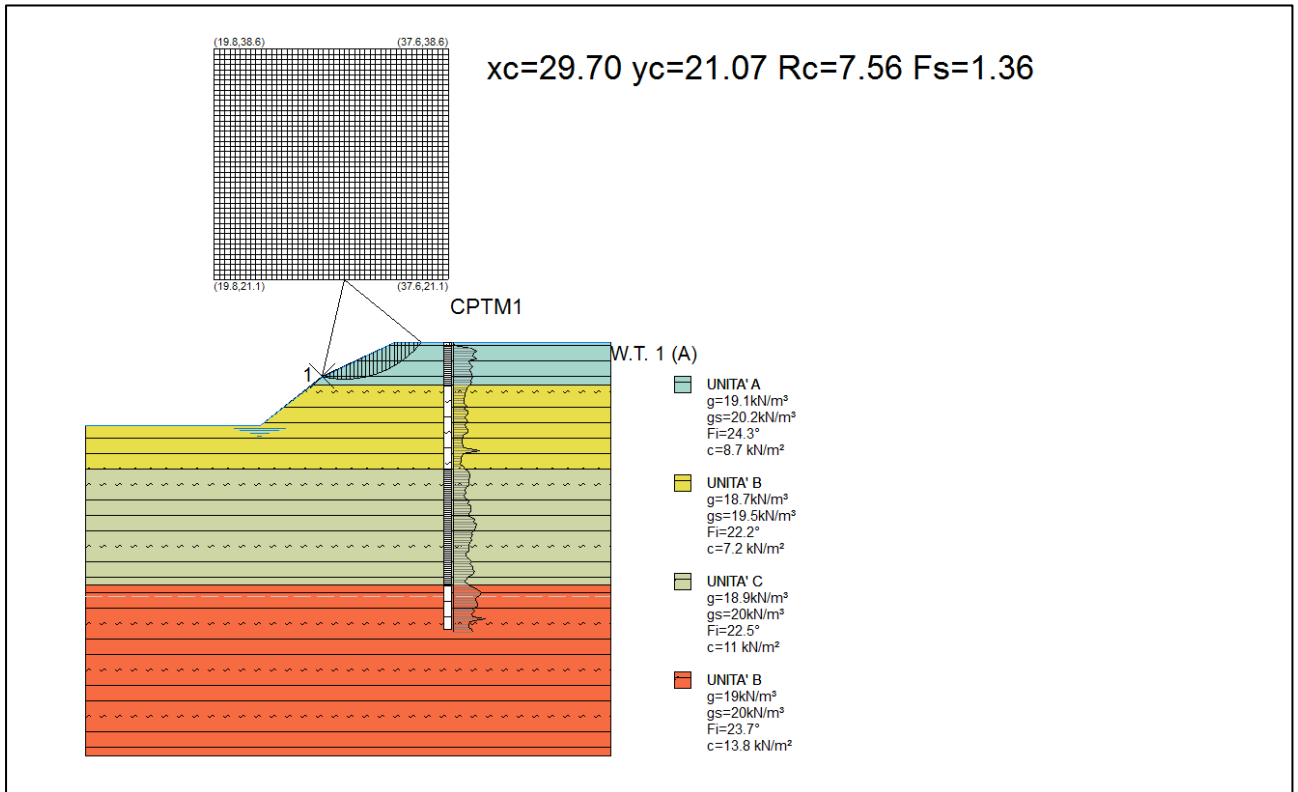 (19.8,38.6)
(37.6,38.6)
xc=29.70 yc=21.07 Rc=7.56 Fs=1.36
(19.8,21.1)
(37.6,21.1)
CPTM1
W.T. 1 (A)
1
UNITA' A
g=19.1kN/m³
gs=20.2kN/m³
Fi=24.3°
c=8.7 kN/m²
UNITA' B
g=18.7kN/m³
gs=19.5kN/m³
Fi=22.2°
c=7.2 kN/m²
UNITA' C
g=18.9kN/m³
gs=20kN/m³
Fi=22.5°
c=11 kN/m²
UNITA' B
g=19kN/m³
gs=20kN/m³
Fi=23.7°
c=13.8 kN/m²